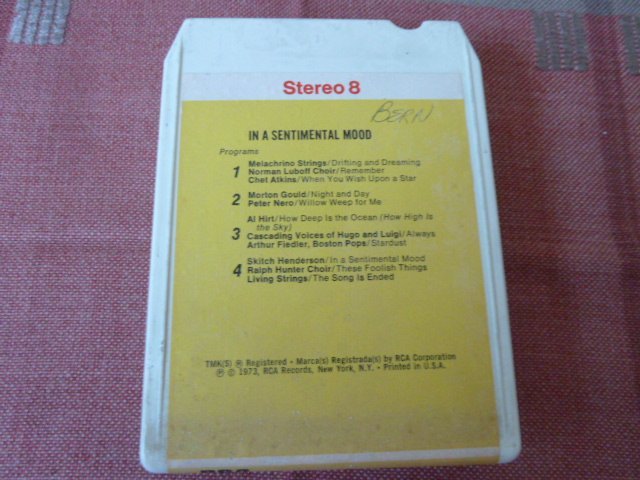 Stereo 8
BERN
IN A SENTIMENTAL MOOD
Programs
1 Melachrino Strings/Drifting and Dreaming
Norman Luboff Choir/Remember
Chet Atkins/When You Wish Upon a Star
2 Morton Gould/Night and Day
Peter Nero/Willow Weep for Me
3 Al Hirt/How Deep Is the Ocean (How High Is
the Sky)
Cascading Voices of Hugo and Luigi/Always
Arthur Fiedler, Boston Pops/Stardust
4 Skitch Henderson/In a Sentimental Mood
Ralph Hunter Choir/These Foolish Things
Living Strings/The Song Is Ended
TMK(S) ® Registered • Marca(s) Registrada(s) by RCA Corporation
℗ © 1973, RCA Records, New York, N.Y. • Printed in U.S.A.